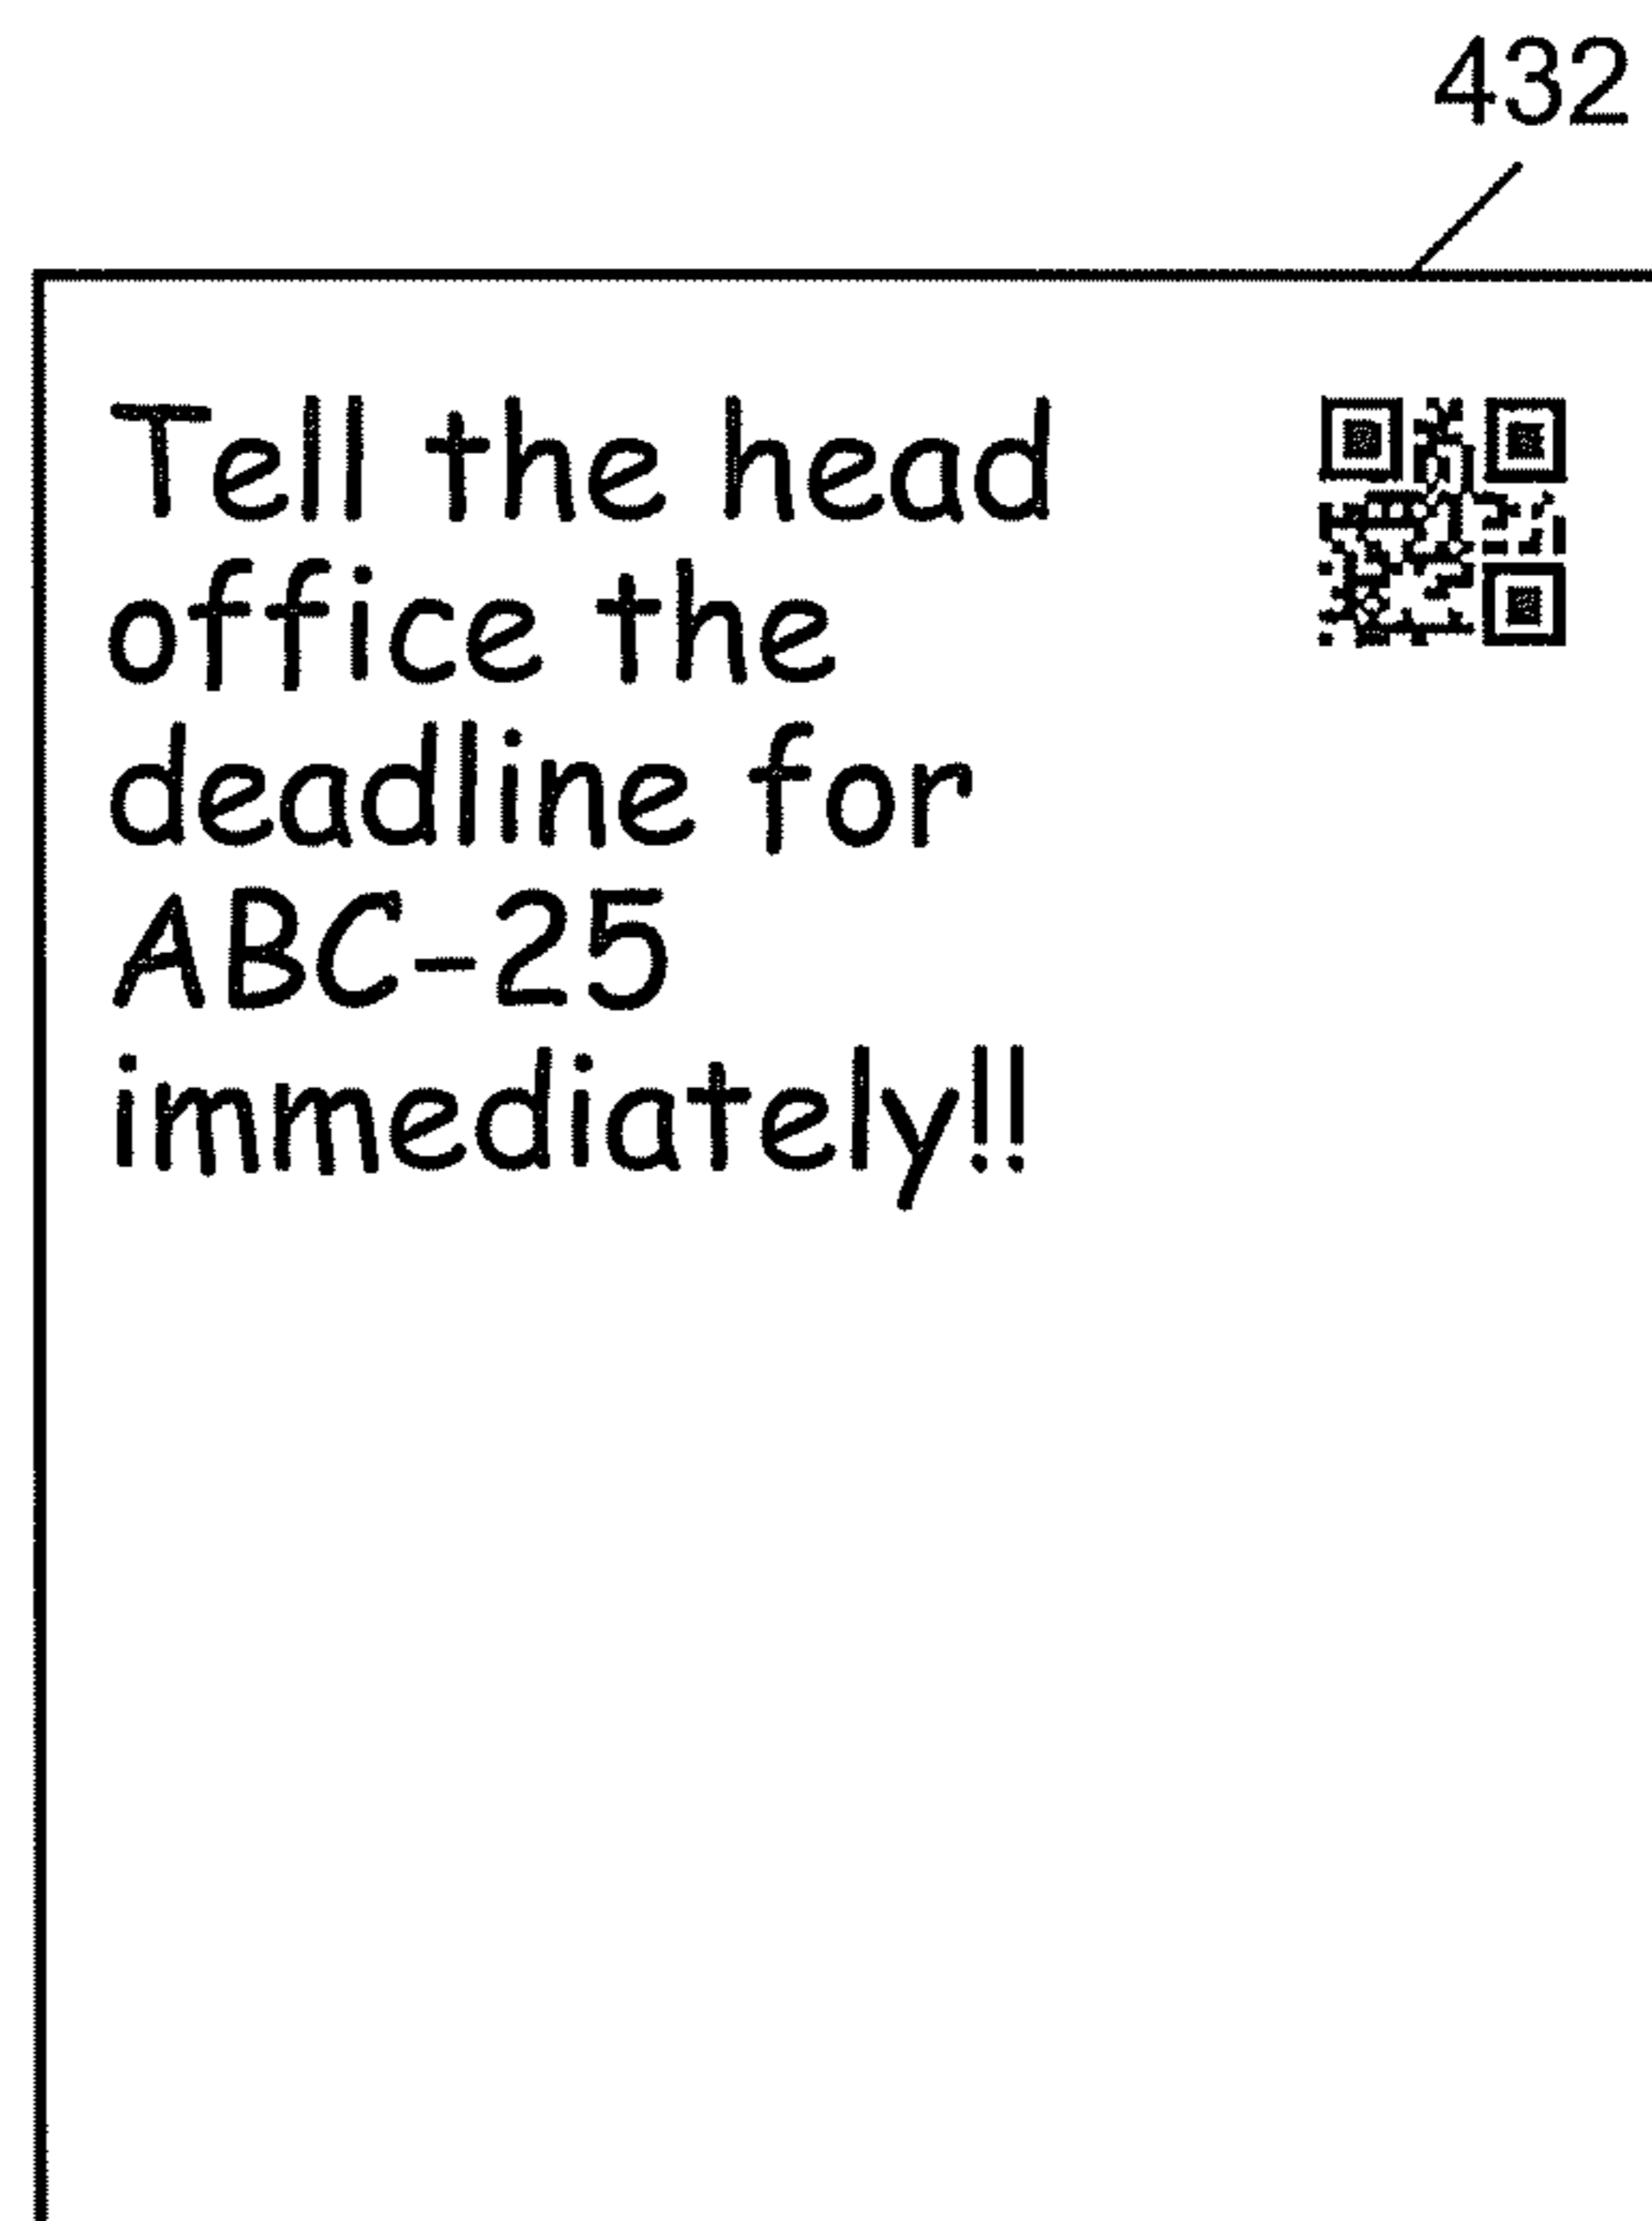 432
Tell the head
office the
deadline for
ABC-25
immediately!!